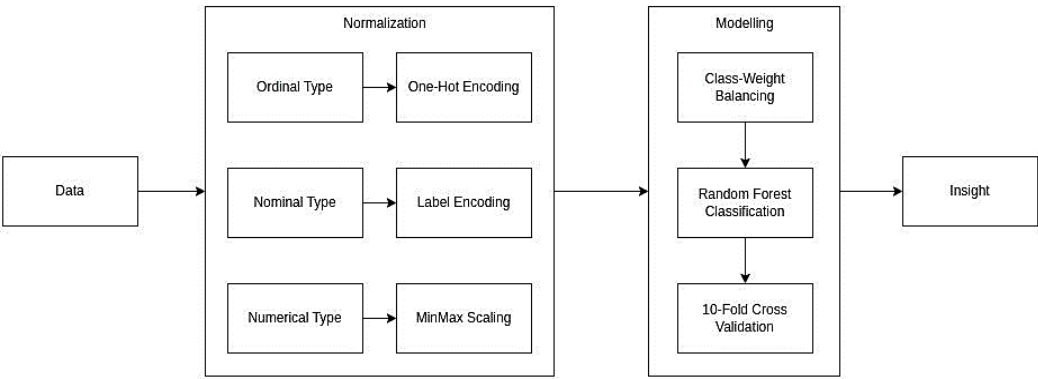 Data
Normalization
Ordinal Type
One-Hot Encoding
Nominal Type
Label Encoding
Numerical Type
MinMax Scaling
Modelling
Class-Weight
Balancing
Random Forest
Classification
10-Fold Cross
Validation
Insight